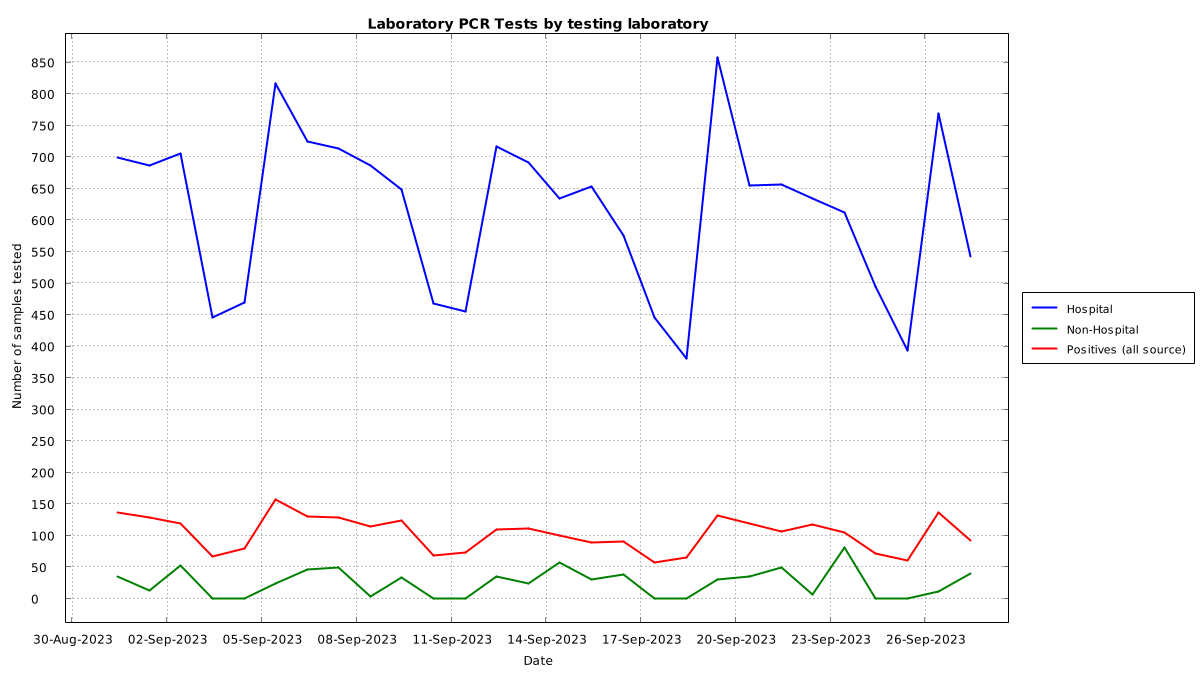 Laboratory PCR Tests by testing laboratory
850
800
750
700
650
600
550
500
450
400
350
300
250
200
150
100
50
0
Number of samples tested
30-Aug-2023 02-Sep-2023 05-Sep-2023 08-Sep-2023 11-Sep-2023 14-Sep-2023 17-Sep-2023 20-Sep-2023 23-Sep-2023 26-Sep-2023
Date
Hospital
Non-Hospital
Positives (all source)